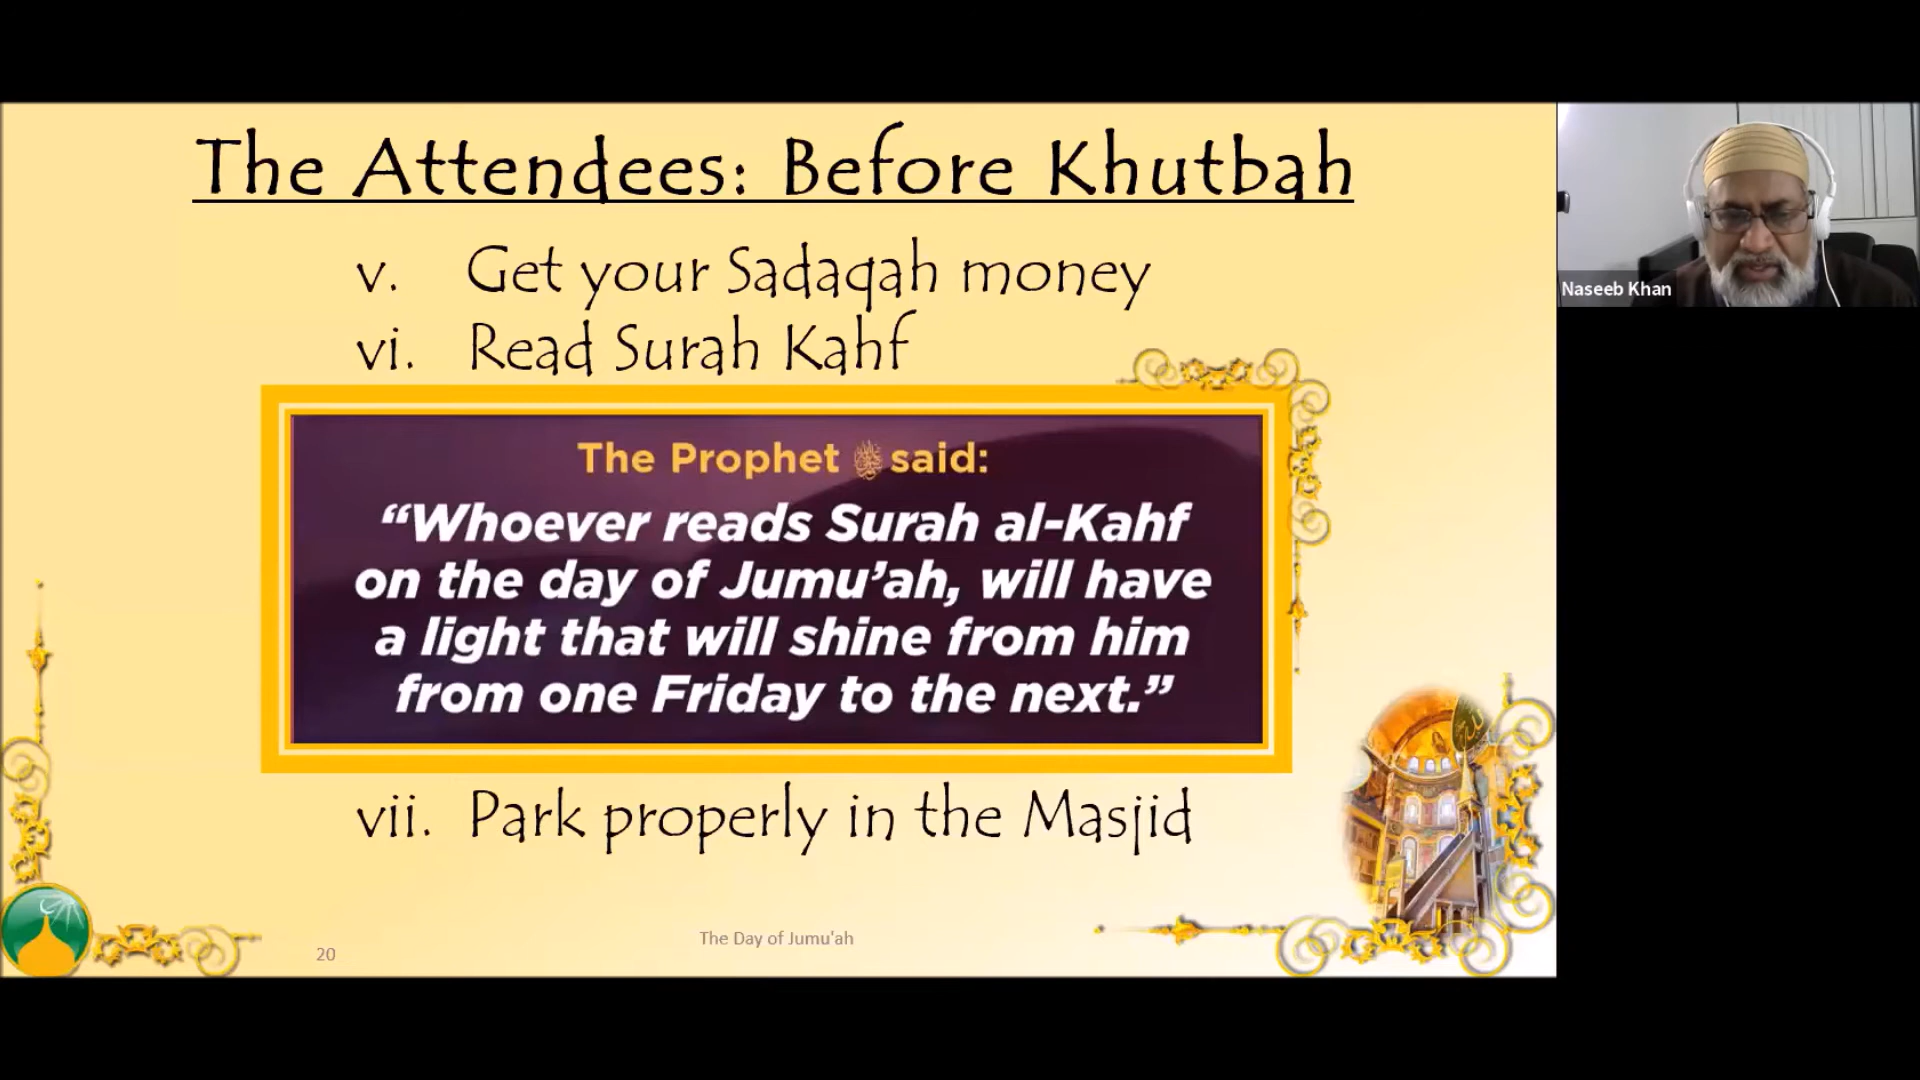 The Attendees: Before Khutbah
v. Get your Sadaqah money
vi. Read Surah Kahf
The Prophet ﷺ said:
“Whoever reads Surah al-Kahf
on the day of Jumu’ah, will have
a light that will shine from him
from one Friday to the next.”
vii. Park properly in the Masjid
The Day of Jumu'ah
20
Naseeb Khan